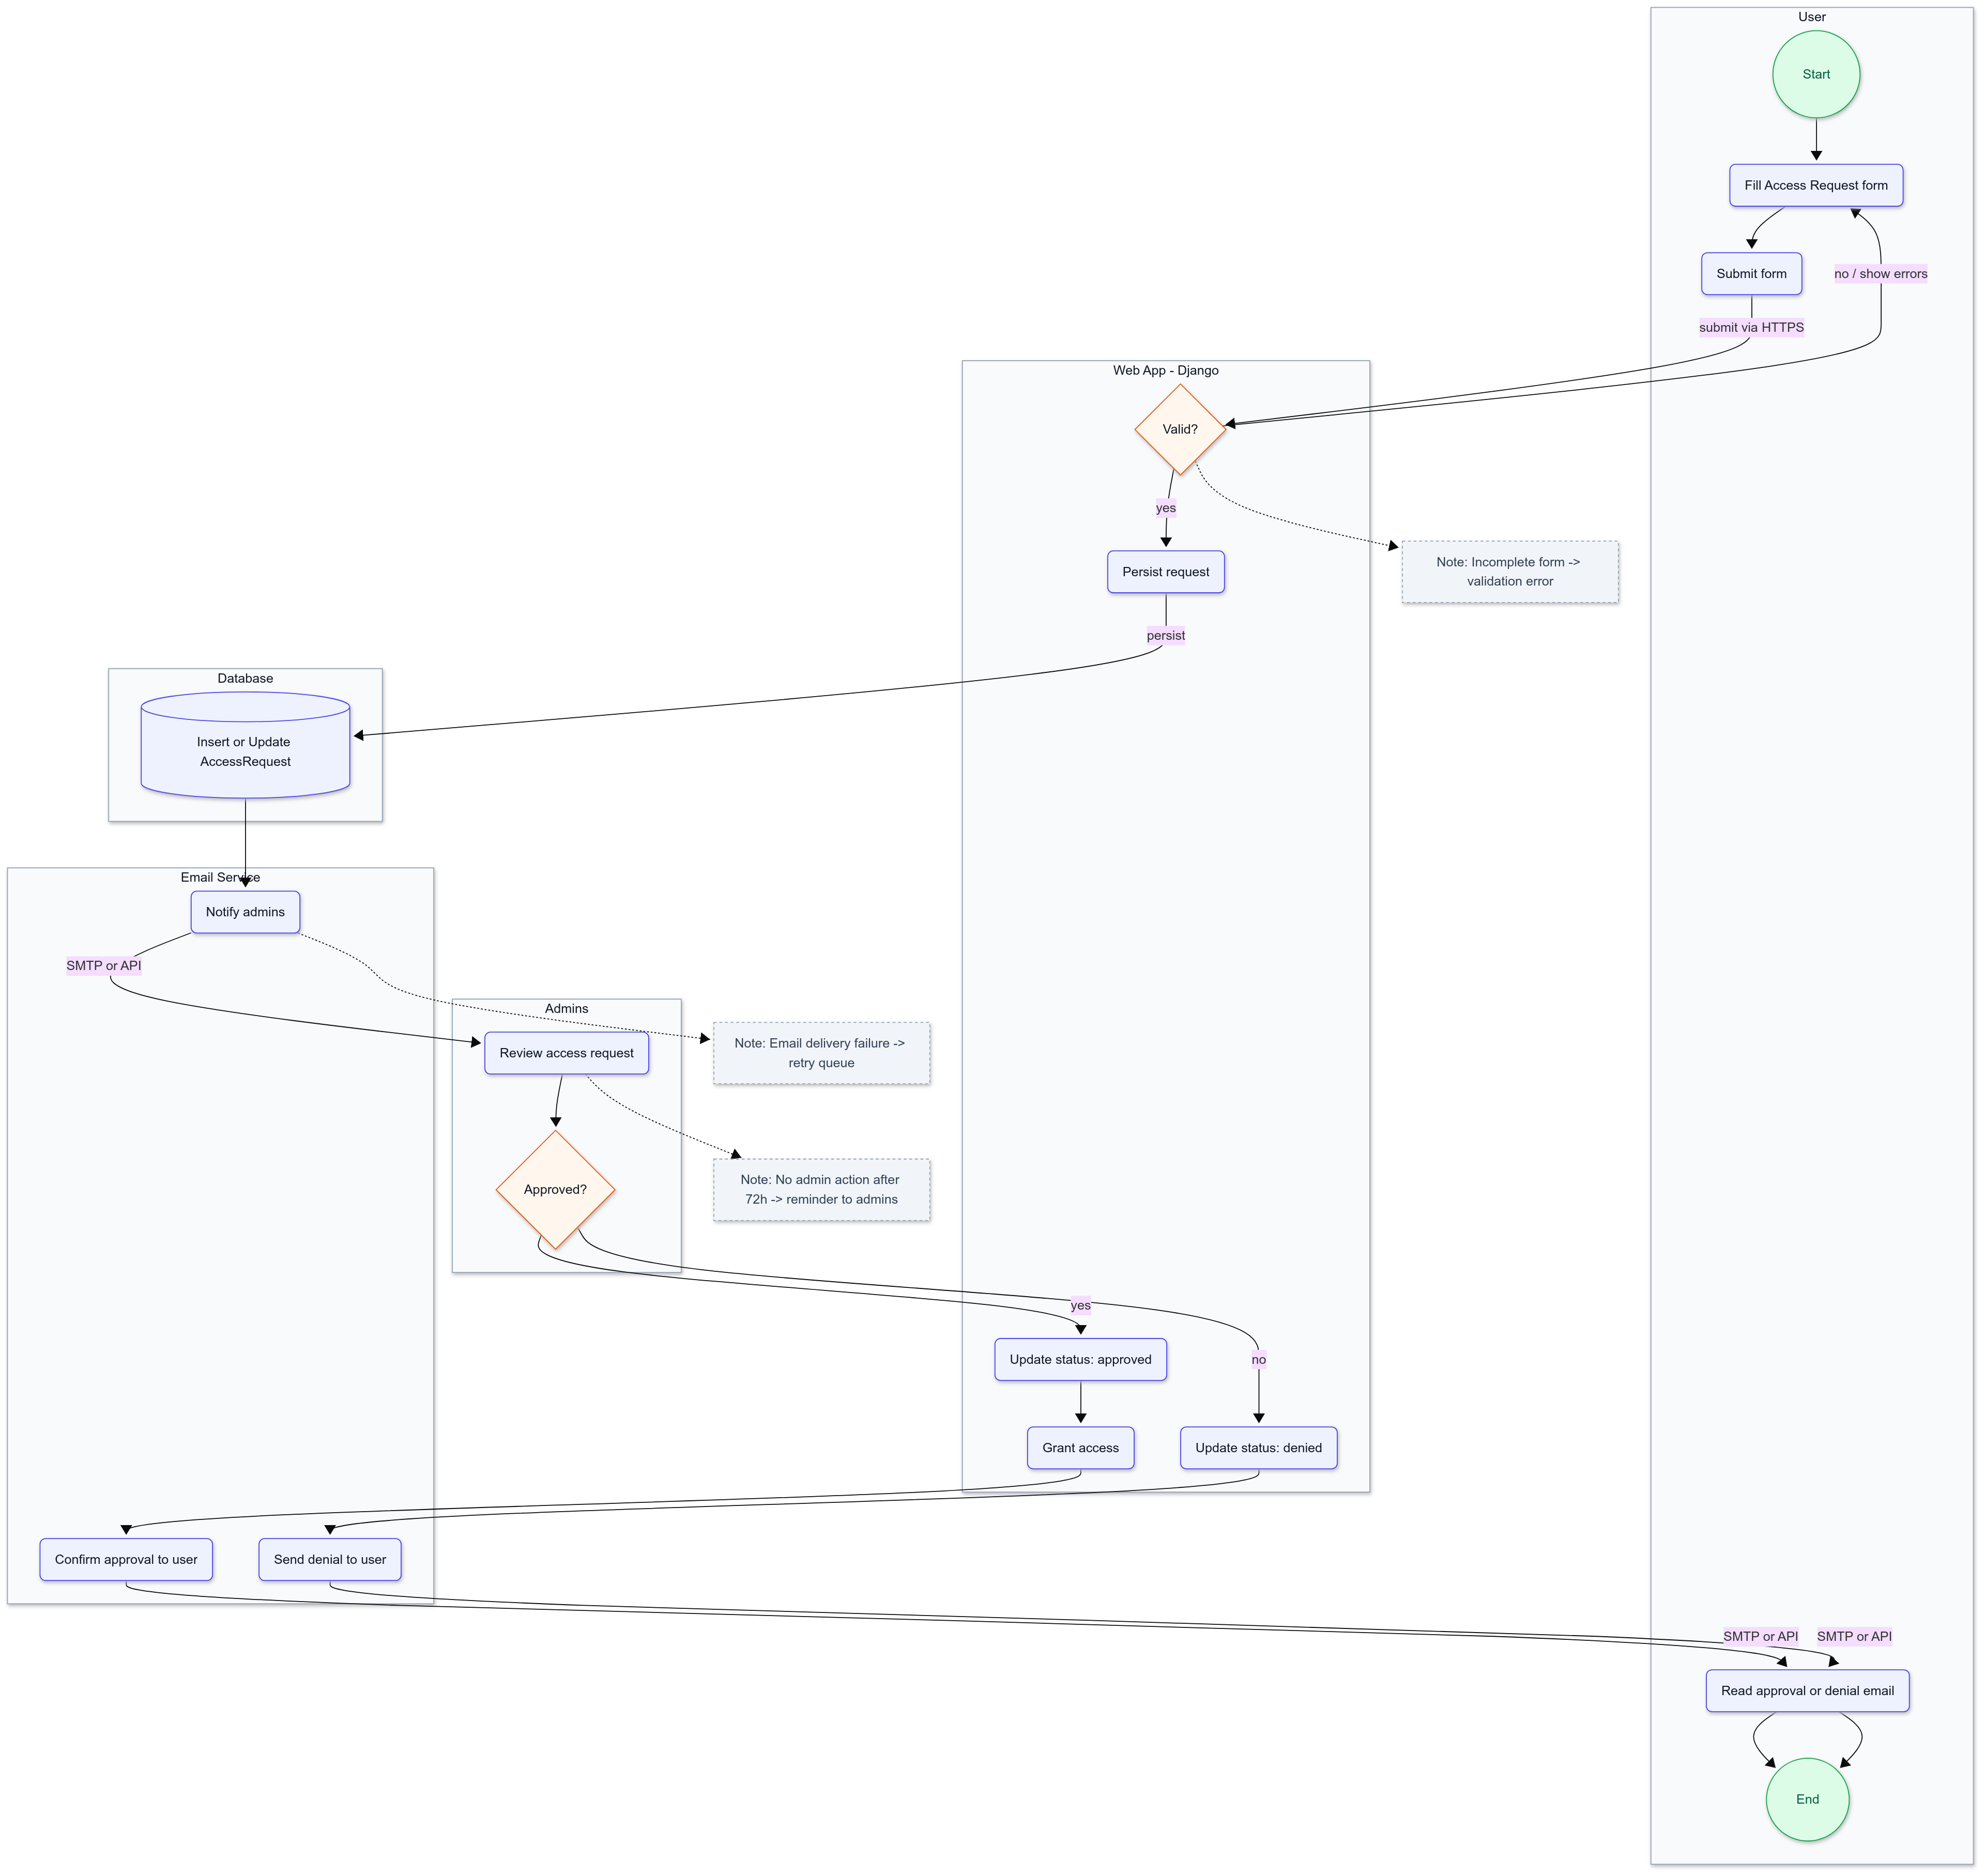 User
Start
Fill Access Request form
Submit form
no / show errors
submit via HTTPS
Web App - Django
Valid?
yes
Note: Incomplete form ->
validation error
Persist request
persist
Database
Insert or Update
AccessRequest
Email Service
Notify admins
SMTP or API
Admins
Review access request
Note: Email delivery failure ->
retry queue
Approved?
Note: No admin action after
72h -> reminder to admins
yes
Update status: approved
no
Grant access
Update status: denied
Confirm approval to user
Send denial to user
SMTP or API
SMTP or API
Read approval or denial email
End